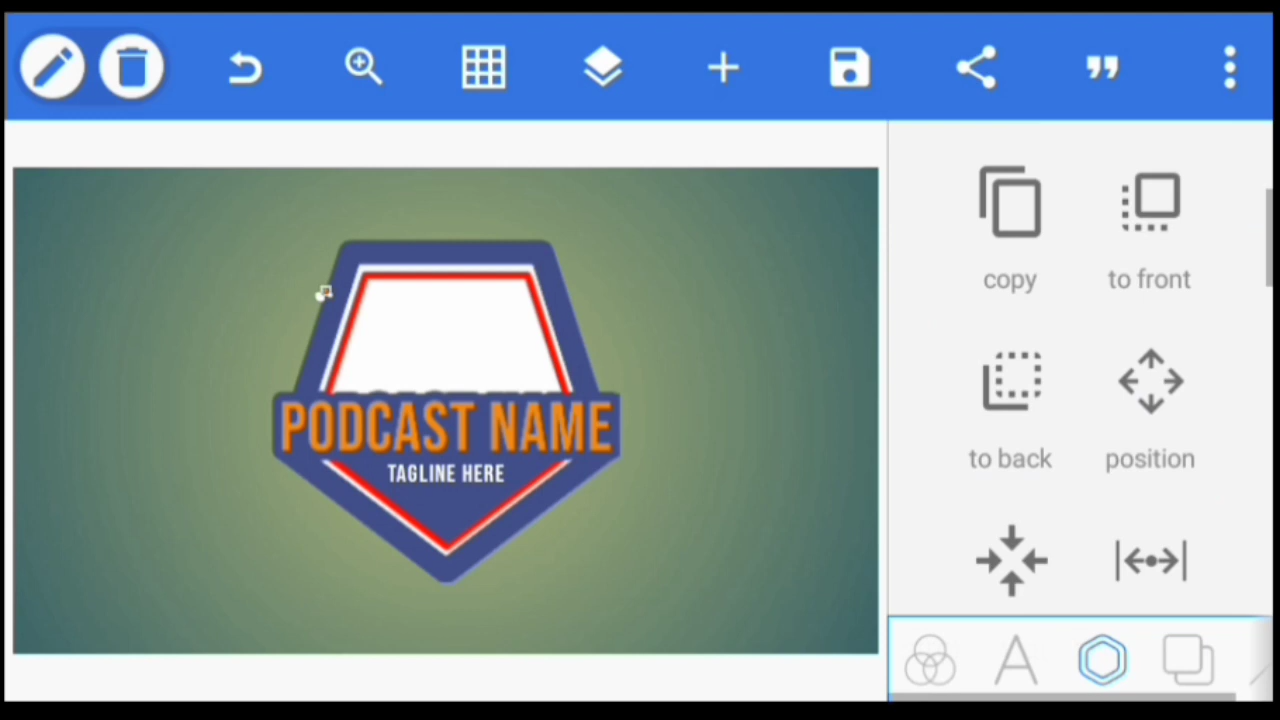 copy
to front
PODCAST NAME
TAGLINE HERE
to back
position